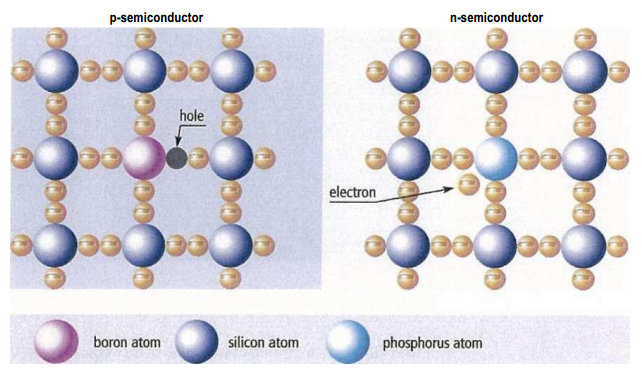 p-semiconductor
n-semiconductor
hole
electron
boron atom
silicon atom
phosphorus atom